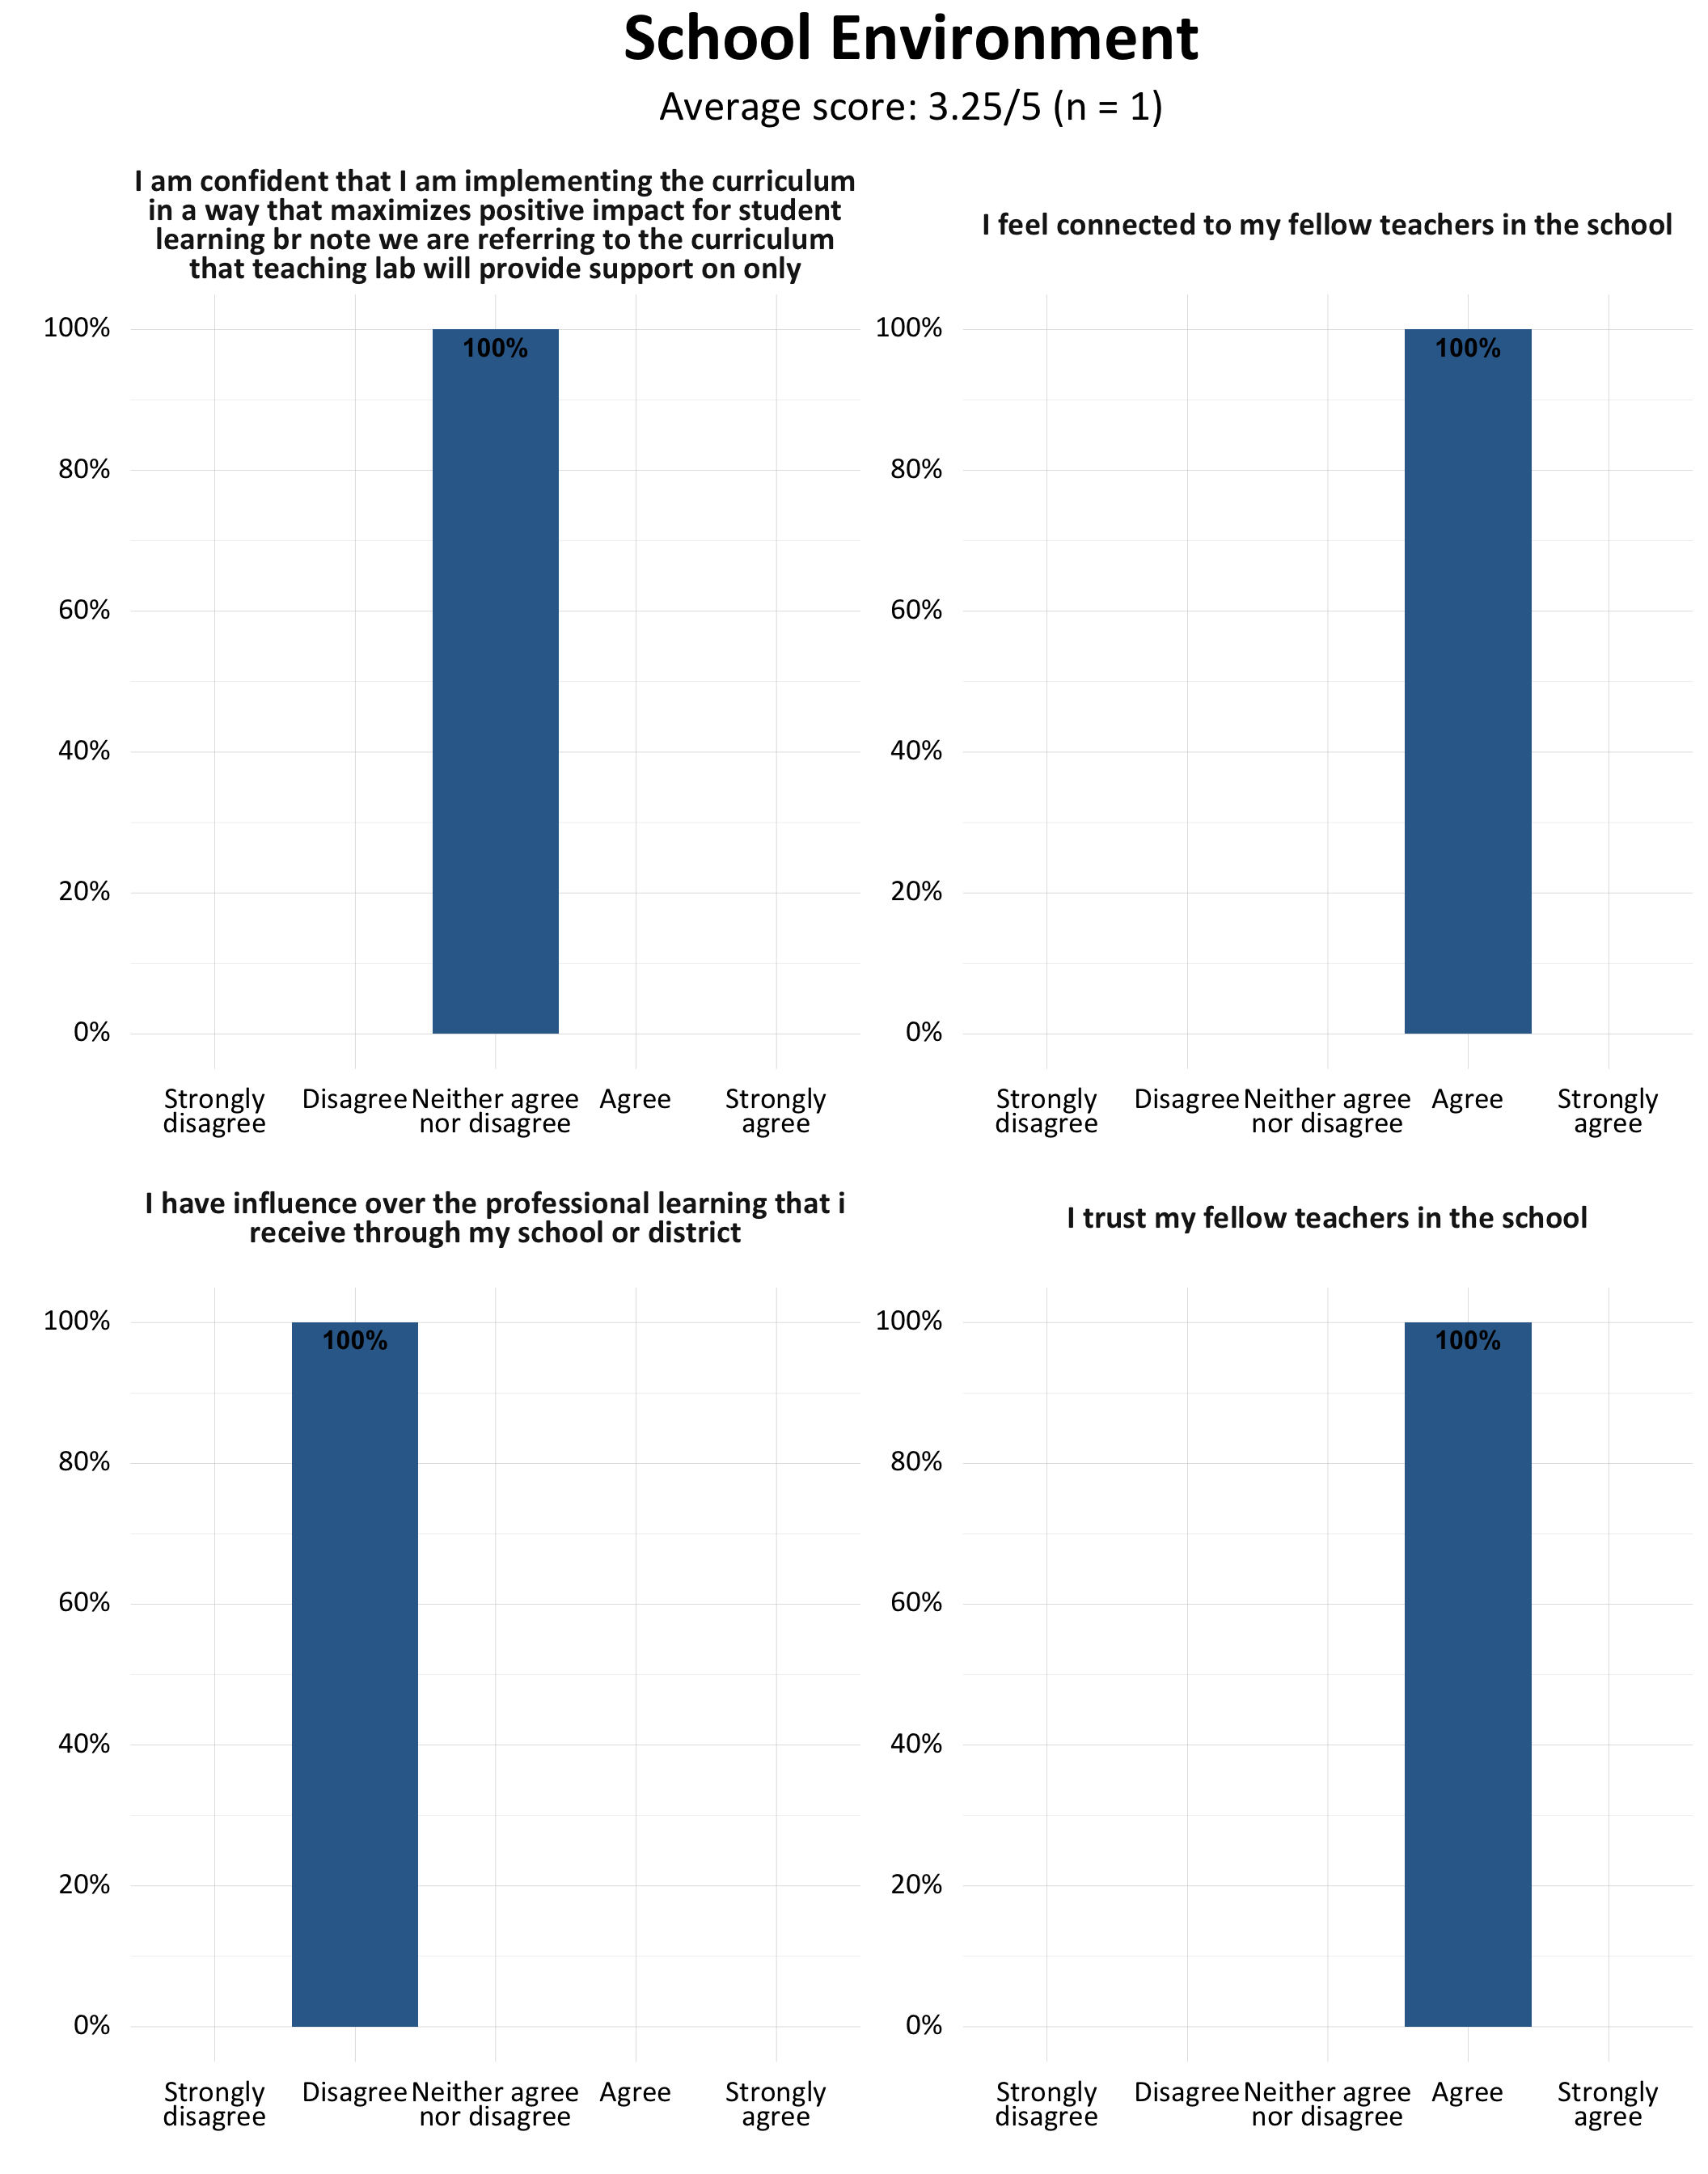 School Environment
Average score: 3.25/5 (n = 1)
I am confident that I am implementing the curriculum
in a way that maximizes positive impact for student
learning br note we are referring to the curriculum
that teaching lab will provide support on only
100%
80%
60%
40%
20%
0%
100%
Strongly
disagree
Disagree
Neither agree
nor disagree
Agree
Strongly
agree
I feel connected to my fellow teachers in the school
100%
80%
60%
40%
20%
0%
100%
Strongly
disagree
Disagree
Neither agree
nor disagree
Agree
Strongly
agree
I have influence over the professional learning that i
receive through my school or district
100%
80%
60%
40%
20%
0%
100%
Strongly
disagree
Disagree
Neither agree
nor disagree
Agree
Strongly
agree
I trust my fellow teachers in the school
100%
80%
60%
40%
20%
0%
100%
Strongly
disagree
Disagree
Neither agree
nor disagree
Agree
Strongly
agree